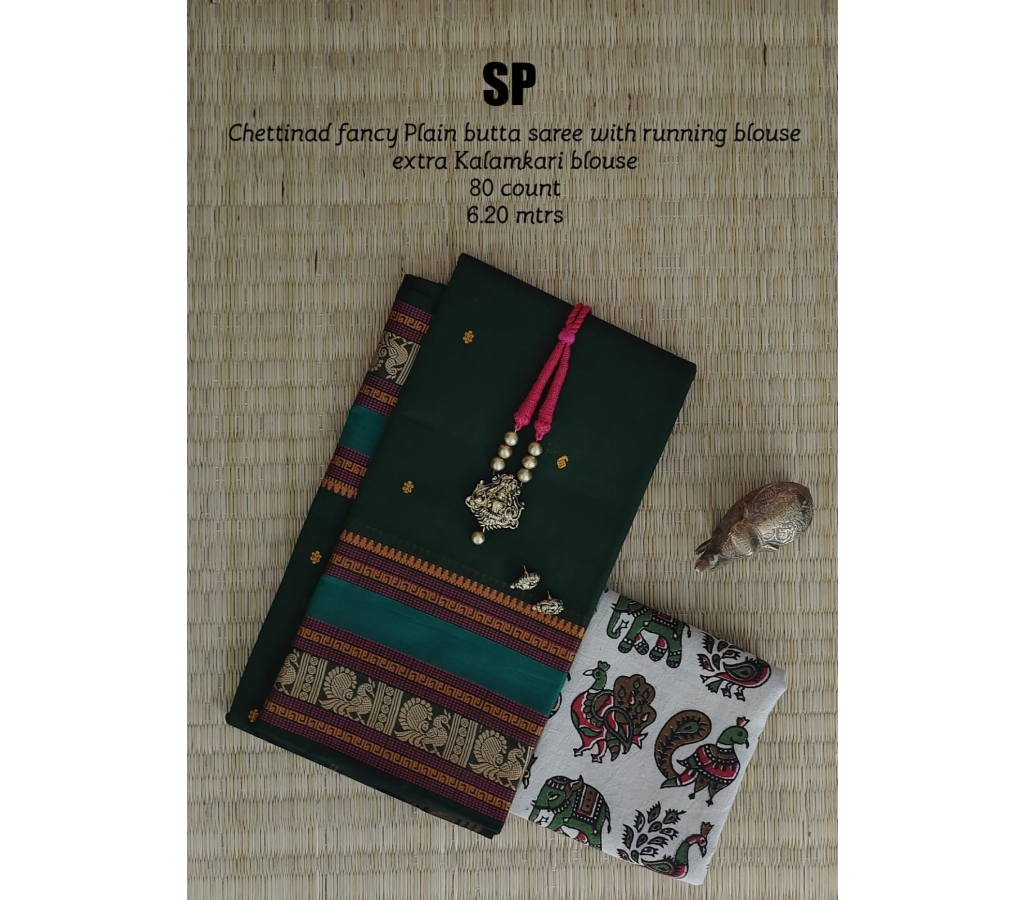 SP
Chettinad fancy Plain butta saree with running blouse
extra Kalamkari blouse
80 count
6.20 mtrs